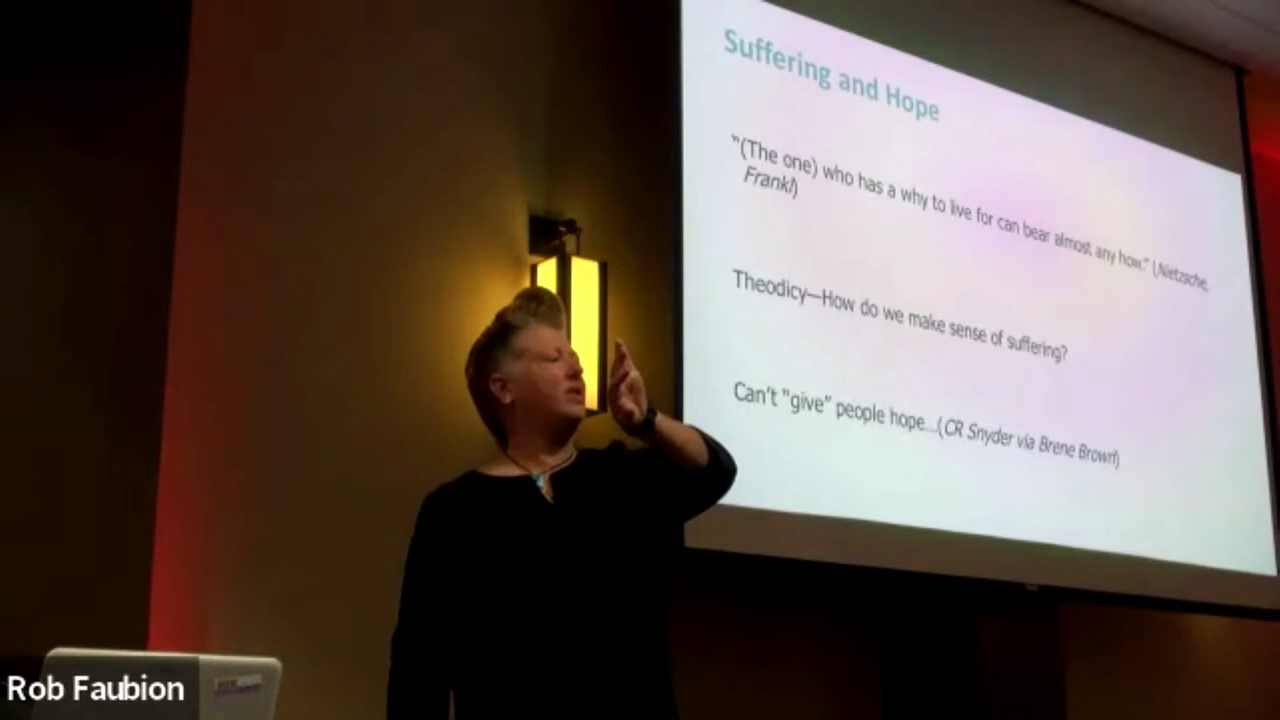 Suffering and Hope
"(The one) who has a why to live for can bear almost any how." (Nietzsche,
Frankl)
Theodicy—How do we make sense of suffering?
Can't "give" people hope...(CR Snyder via Brene Brown)
Rob Faubion